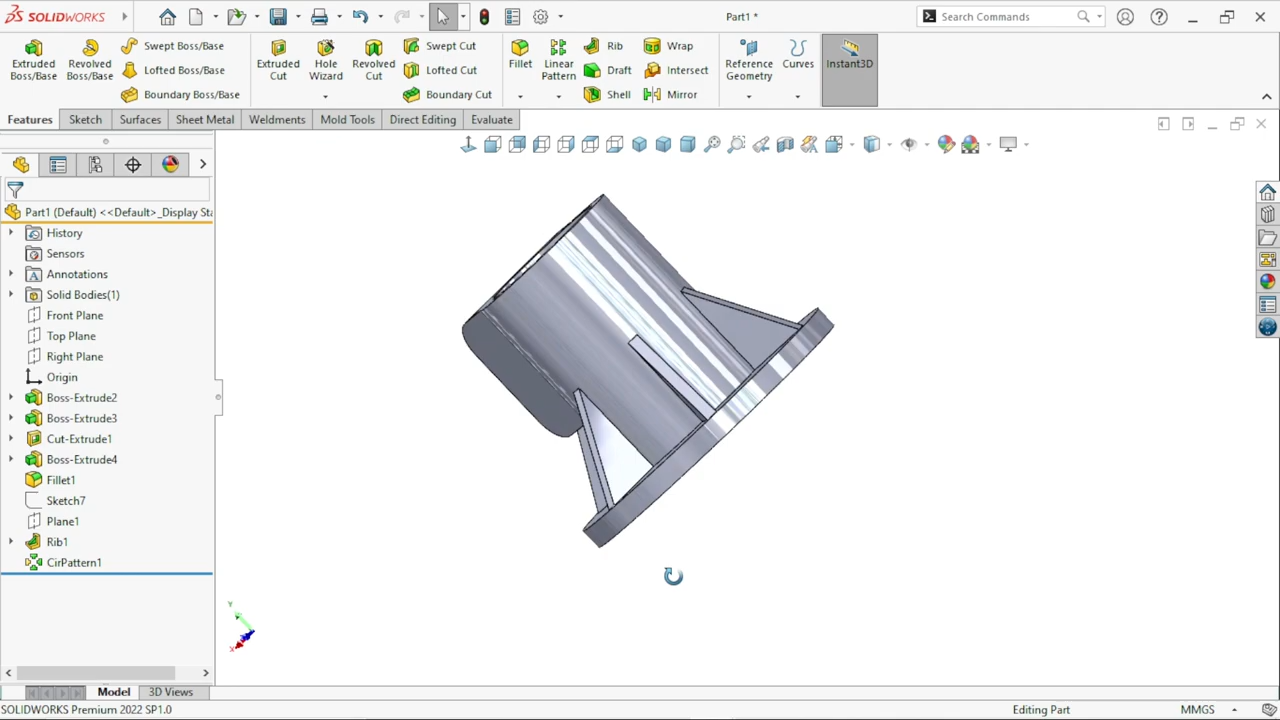 SOLIDWORKS
Part1 *
Search Commands
Extruded Boss/Base
Revolved Boss/Base
Swept Boss/Base
Lofted Boss/Base
Boundary Boss/Base
Extruded Cut
Hole Wizard
Revolved Cut
Swept Cut
Lofted Cut
Boundary Cut
Fillet
Linear Pattern
Rib
Draft
Shell
Wrap
Intersect
Mirror
Reference Geometry
Curves
Instant3D
Features
Sketch
Surfaces
Sheet Metal
Weldments
Mold Tools
Direct Editing
Evaluate
Part1 (Default) <<Default>_Display Sta
History
Sensors
Annotations
Solid Bodies(1)
Front Plane
Top Plane
Right Plane
Origin
Boss-Extrude2
Boss-Extrude3
Cut-Extrude1
Boss-Extrude4
Fillet1
Sketch7
Plane1
Rib1
CirPattern1
Y
X
Model
3D Views
SOLIDWORKS Premium 2022 SP1.0
Editing Part
MMGS